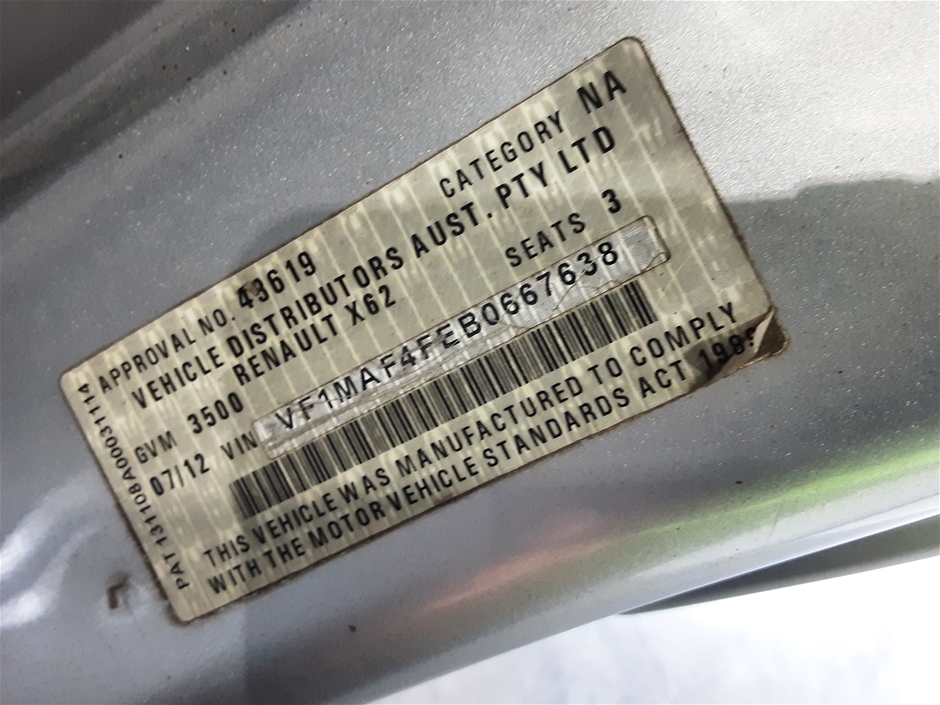 APPROVAL NO. 43619 CATEGORY NA
VEHICLE DISTRIBUTORS AUST. PTY LTD
RENAULT X62 SEATS 3
GVM 3500
07/12 VIN VF1MAF4FEB0667638
THIS VEHICLE WAS MANUFACTURED TO COMPLY
WITH THE MOTOR VEHICLE STANDARDS ACT 1989
PAT 131108A00031114